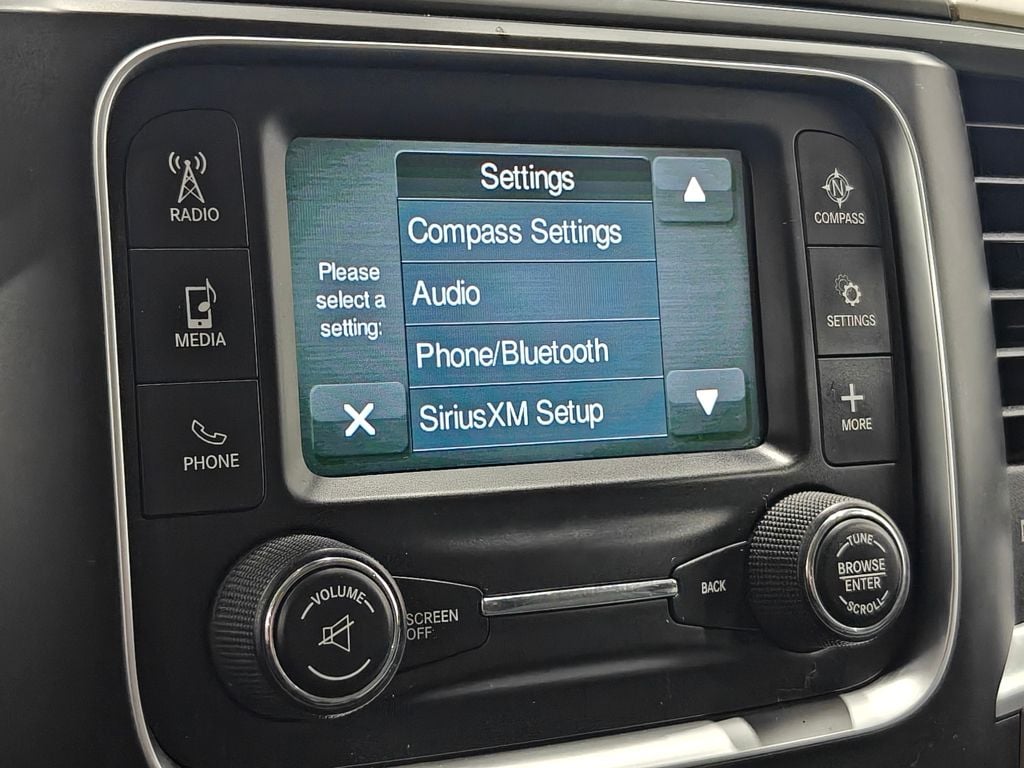 RADIO
MEDIA
PHONE
Please
select a
setting:
Settings
Compass Settings
Audio
Phone/Bluetooth
SiriusXM Setup
N
COMPASS
SETTINGS
MORE
VOLUME
SCREEN
OFF
BACK
TUNE
BROWSE
ENTER
SCROLL